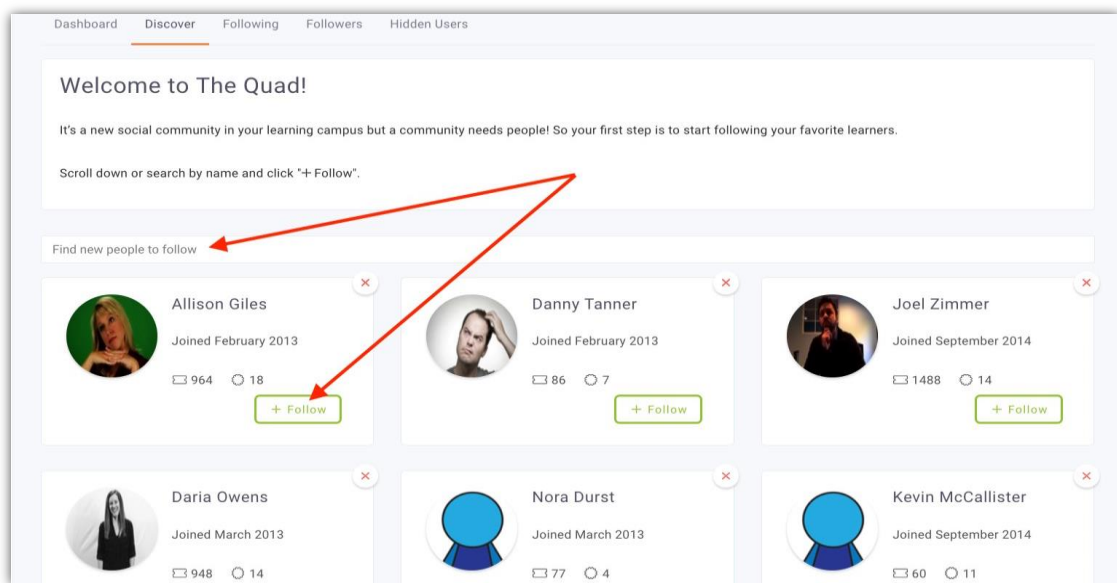 Dashboard Discover Following Followers Hidden Users
Welcome to The Quad!
It's a new social community in your learning campus but a community needs people! So your first step is to start following your favorite learners.
Scroll down or search by name and click "+ Follow".
Find new people to follow
Allison Giles
Joined February 2013
964 18
+ Follow
Danny Tanner
Joined February 2013
86 7
+ Follow
Joel Zimmer
Joined September 2014
1488 14
+ Follow
Daria Owens
Joined March 2013
948 14
Nora Durst
Joined March 2013
77 4
Kevin McCallister
Joined September 2014
60 11